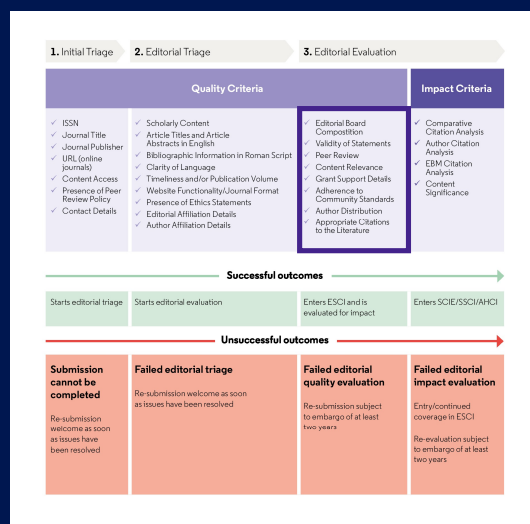 1. Initial Triage
2. Editorial Triage
3. Editorial Evaluation
Quality Criteria
Impact Criteria
ISSN
Journal Title
Journal Publisher
URL (online
journals)
Content Access
Presence of Peer
Review Policy
Contact Details
Scholarly Content
Article Titles and Article
Abstracts in English
Bibliographic Information in Roman Script
Clarity of Language
Timeliness and/or Publication Volume
Website Functionality/Journal Format
Presence of Ethics Statements
Editorial Affiliation Details
Author Affiliation Details
Editorial Board
Compostition
Validity of Statements
Peer Review
Content Relevance
Grant Support Details
Adherence to
Community Standards
Author Distribution
Appropriate Citations
to the Literature
Comparative
Citation Analysis
Author Citation
Analysis
EBM Citation
Analysis
Content
Significance
Successful outcomes
Starts editorial triage
Starts editorial evaluation
Enters ESCI and is
evaluated for impact
Enters SCIE/SSCI/AHCI
Unsuccessful outcomes
Submission
cannot be
completed
Re-submission
welcome as soon
as issues have
been resolved
Failed editorial triage
Re-submission welcome as soon
as issues have been resolved
Failed editorial
quality evaluation
Re-submission subject
to embargo of at least
two years
Failed editorial
impact evaluation
Entry/continued
coverage in ESCI
Re-evaluation subject
to embargo of at least
two years